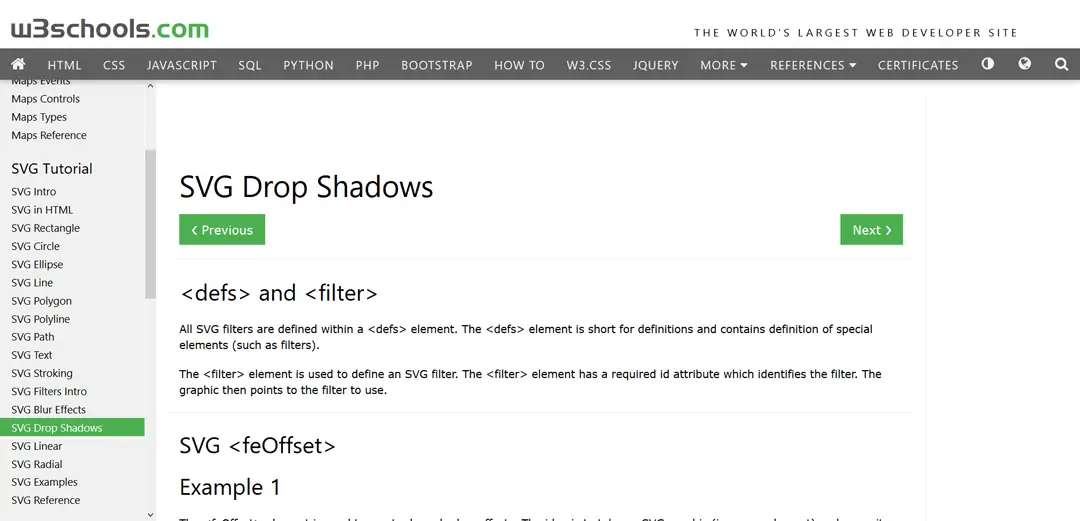 w3schools.com
THE WORLD'S LARGEST WEB DEVELOPER SITE
HTML CSS JAVASCRIPT SQL PYTHON PHP BOOTSTRAP HOW TO W3.CSS JQUERY MORE REFERENCES CERTIFICATES
Maps Events
Maps Controls
Maps Types
Maps Reference
SVG Tutorial
SVG Intro
SVG in HTML
SVG Rectangle
SVG Circle
SVG Ellipse
SVG Line
SVG Polygon
SVG Polyline
SVG Path
SVG Text
SVG Stroking
SVG Filters Intro
SVG Blur Effects
SVG Drop Shadows
SVG Linear
SVG Radial
SVG Examples
SVG Reference
SVG Drop Shadows
❮ Previous
Next ❯
<defs> and <filter>
All SVG filters are defined within a <defs> element. The <defs> element is short for definitions and contains definition of special
elements (such as filters).
The <filter> element is used to define an SVG filter. The <filter> element has a required id attribute which identifies the filter. The
graphic then points to the filter to use.
SVG <feOffset>
Example 1